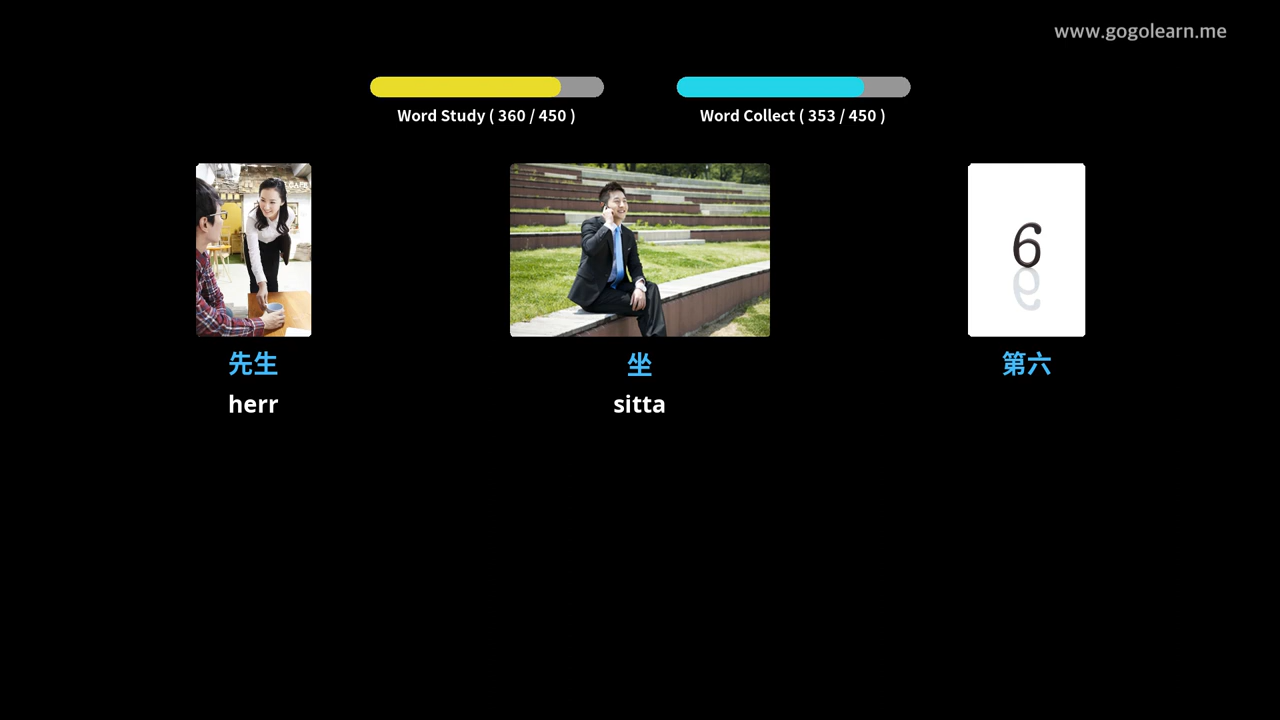 www.gogolearn.me
Word Study ( 360 / 450 )
Word Collect ( 353 / 450 )
6
先生
坐
第六
herr
sitta